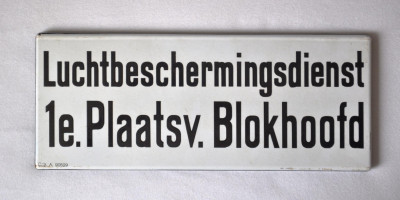 Luchtbeschermingsdienst
1e. Plaatsv. Blokhoofd